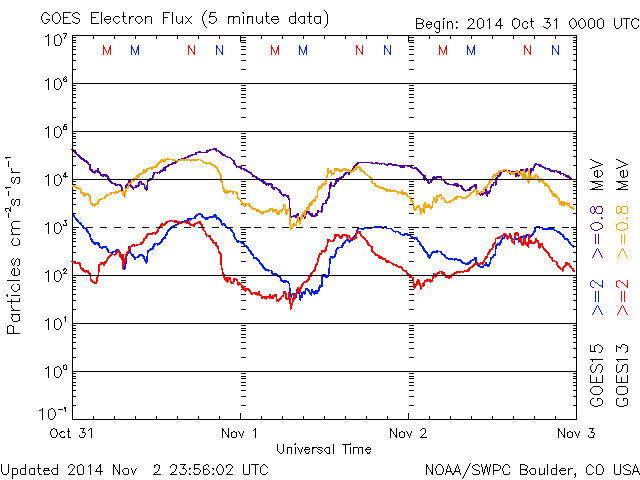 GOES Electron Flux (5 minute data)
Begin: 2014 Oct 31 0000 UTC
10⁷
M M N N M M N N M M N N
10⁶
10⁵
10⁴
10³
10²
10¹
10⁰
10⁻¹
Particles cm⁻²s⁻¹sr⁻¹
Oct 31 Nov 1 Nov 2 Nov 3
Universal Time
GOES15 >=2 >=0.8 MeV
GOES13 >=2 >=0.8 MeV
Updated 2014 Nov 2 23:56:02 UTC
NOAA/SWPC Boulder, CO USA